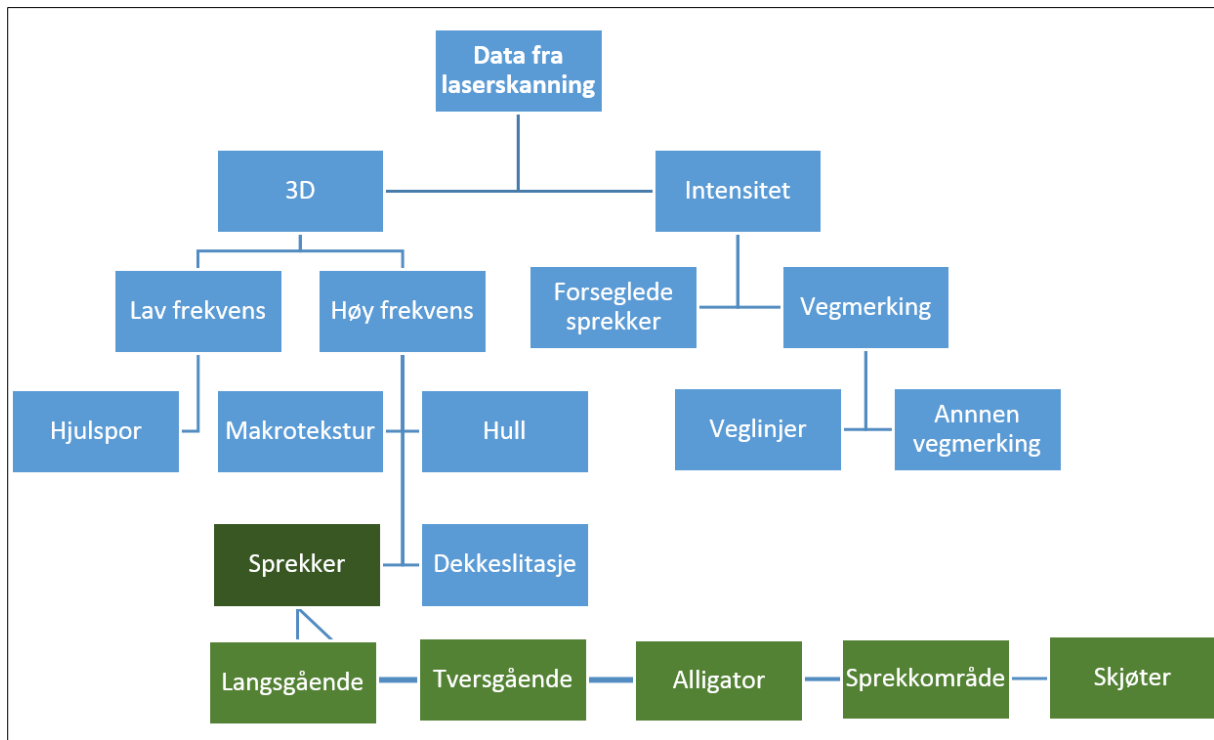 Data fra
laserskanning
3D
Intensitet
Lav frekvens
Høy frekvens
Forseglede
sprekker
Vegmerking
Hjulspor
Makrotekstur
Hull
Veglinjer
Annnen
vegmerking
Sprekker
Dekkeslitasje
Langsgående
Tversgående
Alligator
Sprekkområde
Skjøter